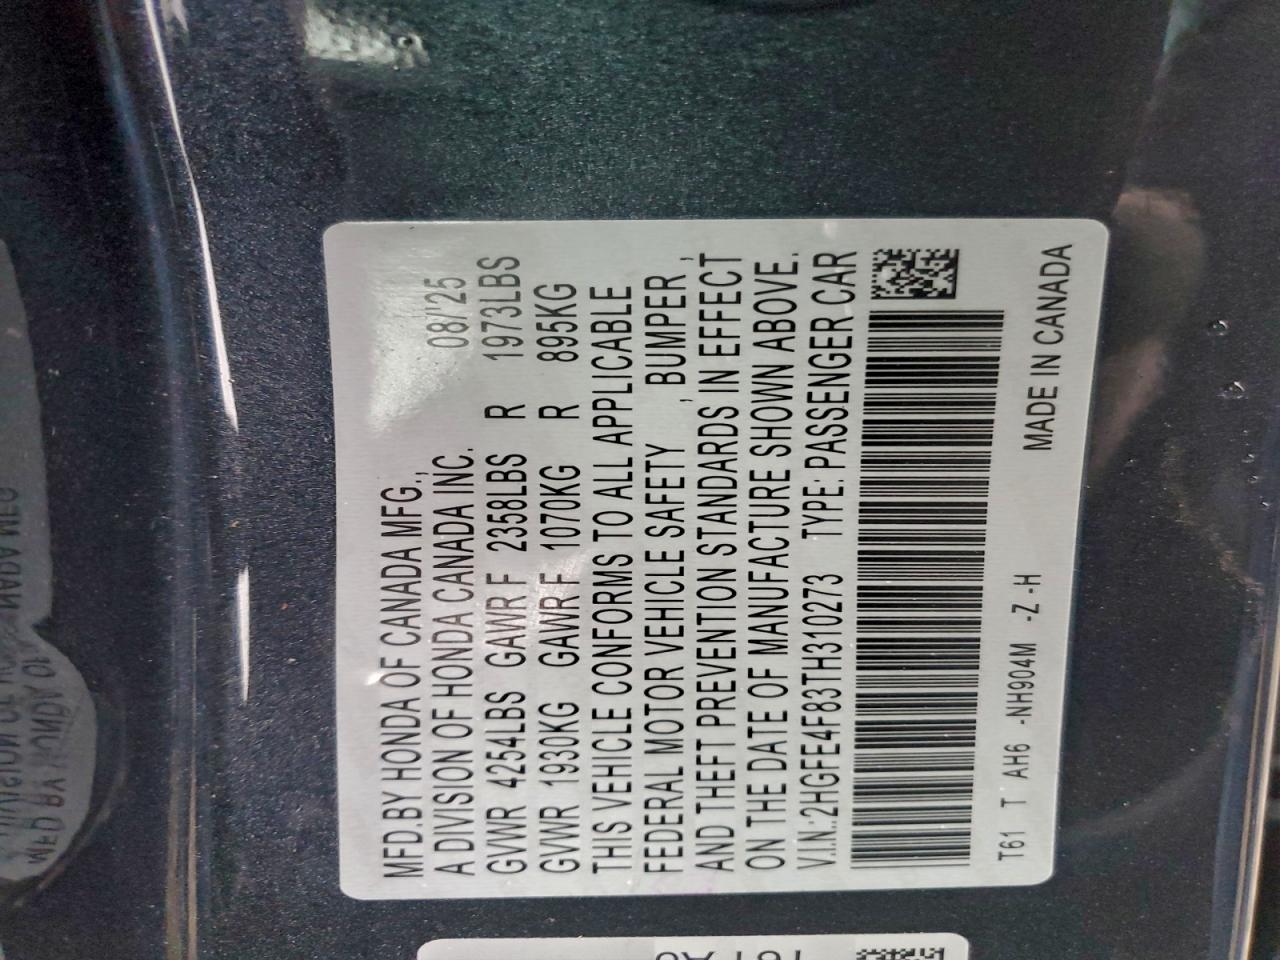 MFD.BY HONDA OF CANADA MFG.,
A DIVISION OF HONDA CANADA INC. 08/'25
GVWR 4254LBS GAWR F 2358LBS R 1973LBS
GVWR 1930KG GAWR F 1070KG R 895KG
THIS VEHICLE CONFORMS TO ALL APPLICABLE
FEDERAL MOTOR VEHICLE SAFETY , BUMPER ,
AND THEFT PREVENTION STANDARDS IN EFFECT
ON THE DATE OF MANUFACTURE SHOWN ABOVE.
V.I.N.:2HGFE4F83TH310273 TYPE: PASSENGER CAR
T61 T AH6 -NH904M -Z -H
MADE IN CANADA